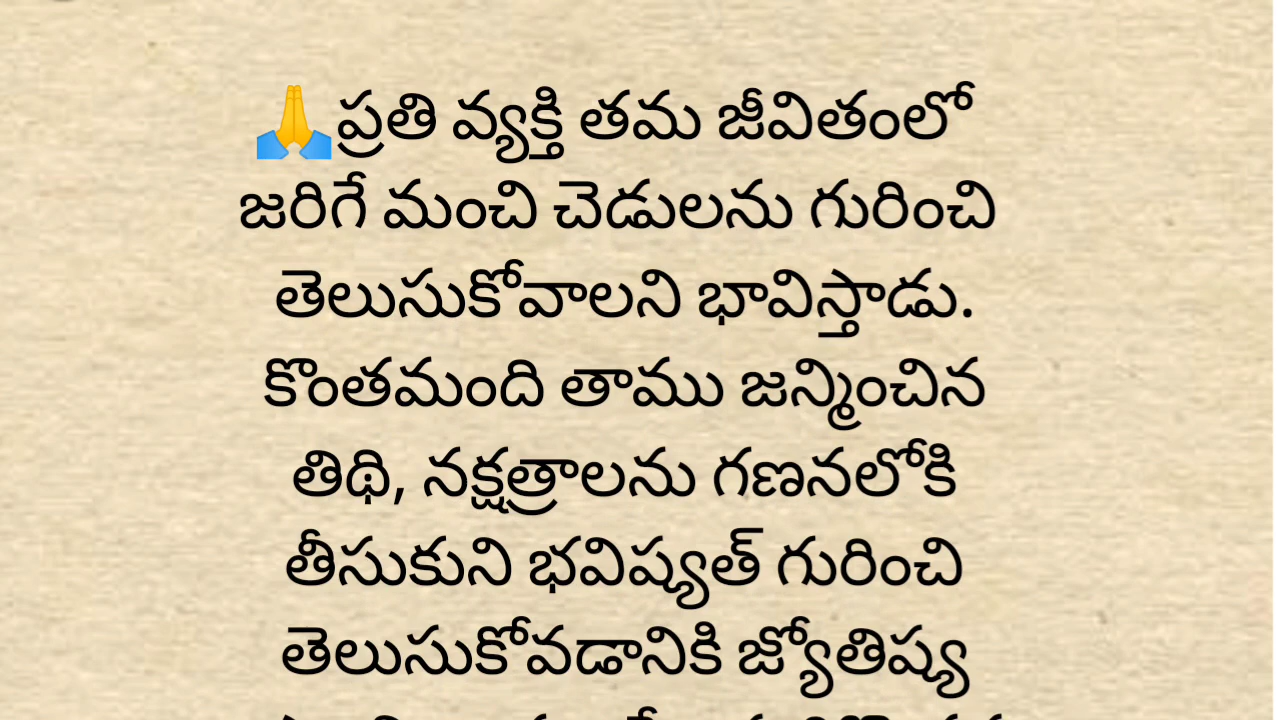 🙏ప్రతి వ్యక్తి తమ జీవితంలో
జరిగే మంచి చెడులను గురించి
తెలుసుకోవాలని భావిస్తాడు.
కొంతమంది తాము జన్మించిన
తిథి, నక్షత్రాలను గణనలోకి
తీసుకుని భవిష్యత్ గురించి
తెలుసుకోవడానికి జ్యోతిష్య